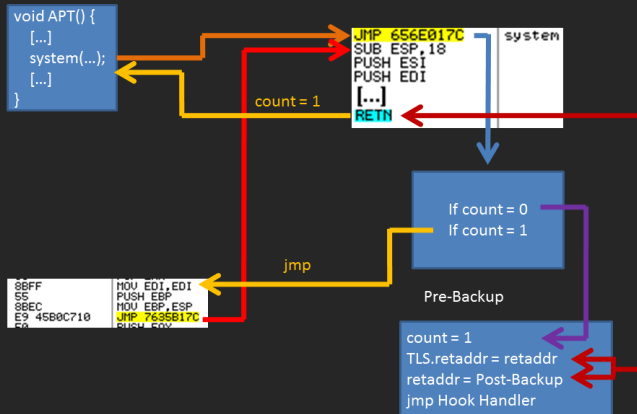 void APT() {
[...]
system(...);
[...]
}
JMP 656E017C system
SUB ESP,18
PUSH ESI
PUSH EDI
[...]
RETN
count = 1
If count = 0
If count = 1
jmp
8BFF MOV EDI,EDI
55 PUSH EBP
8BEC MOV EBP,ESP
E9 45B0C710 JMP 7635B17C
Pre-Backup
count = 1
TLS.retaddr = retaddr
retaddr = Post-Backup
jmp Hook Handler